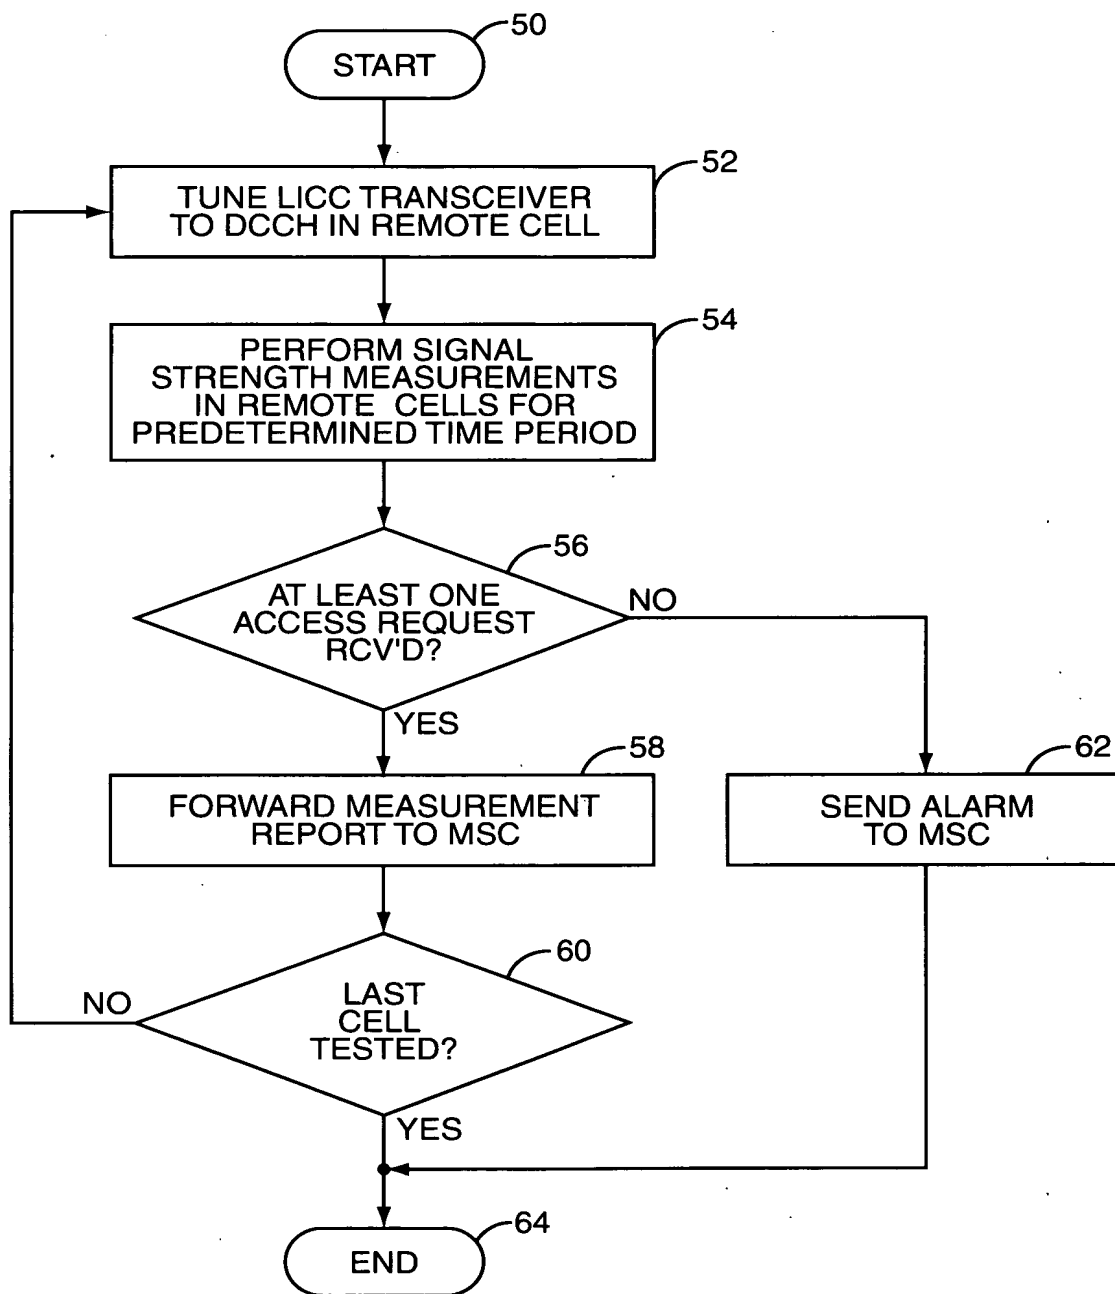 50
START
52
TUNE LICC TRANSCEIVER
TO DCCH IN REMOTE CELL
54
PERFORM SIGNAL
STRENGTH MEASUREMENTS
IN REMOTE CELLS FOR
PREDETERMINED TIME PERIOD
56
AT LEAST ONE
ACCESS REQUEST
RCV'D?
NO
YES
58
FORWARD MEASUREMENT
REPORT TO MSC
62
SEND ALARM
TO MSC
60
LAST
CELL
TESTED?
NO
YES
64
END